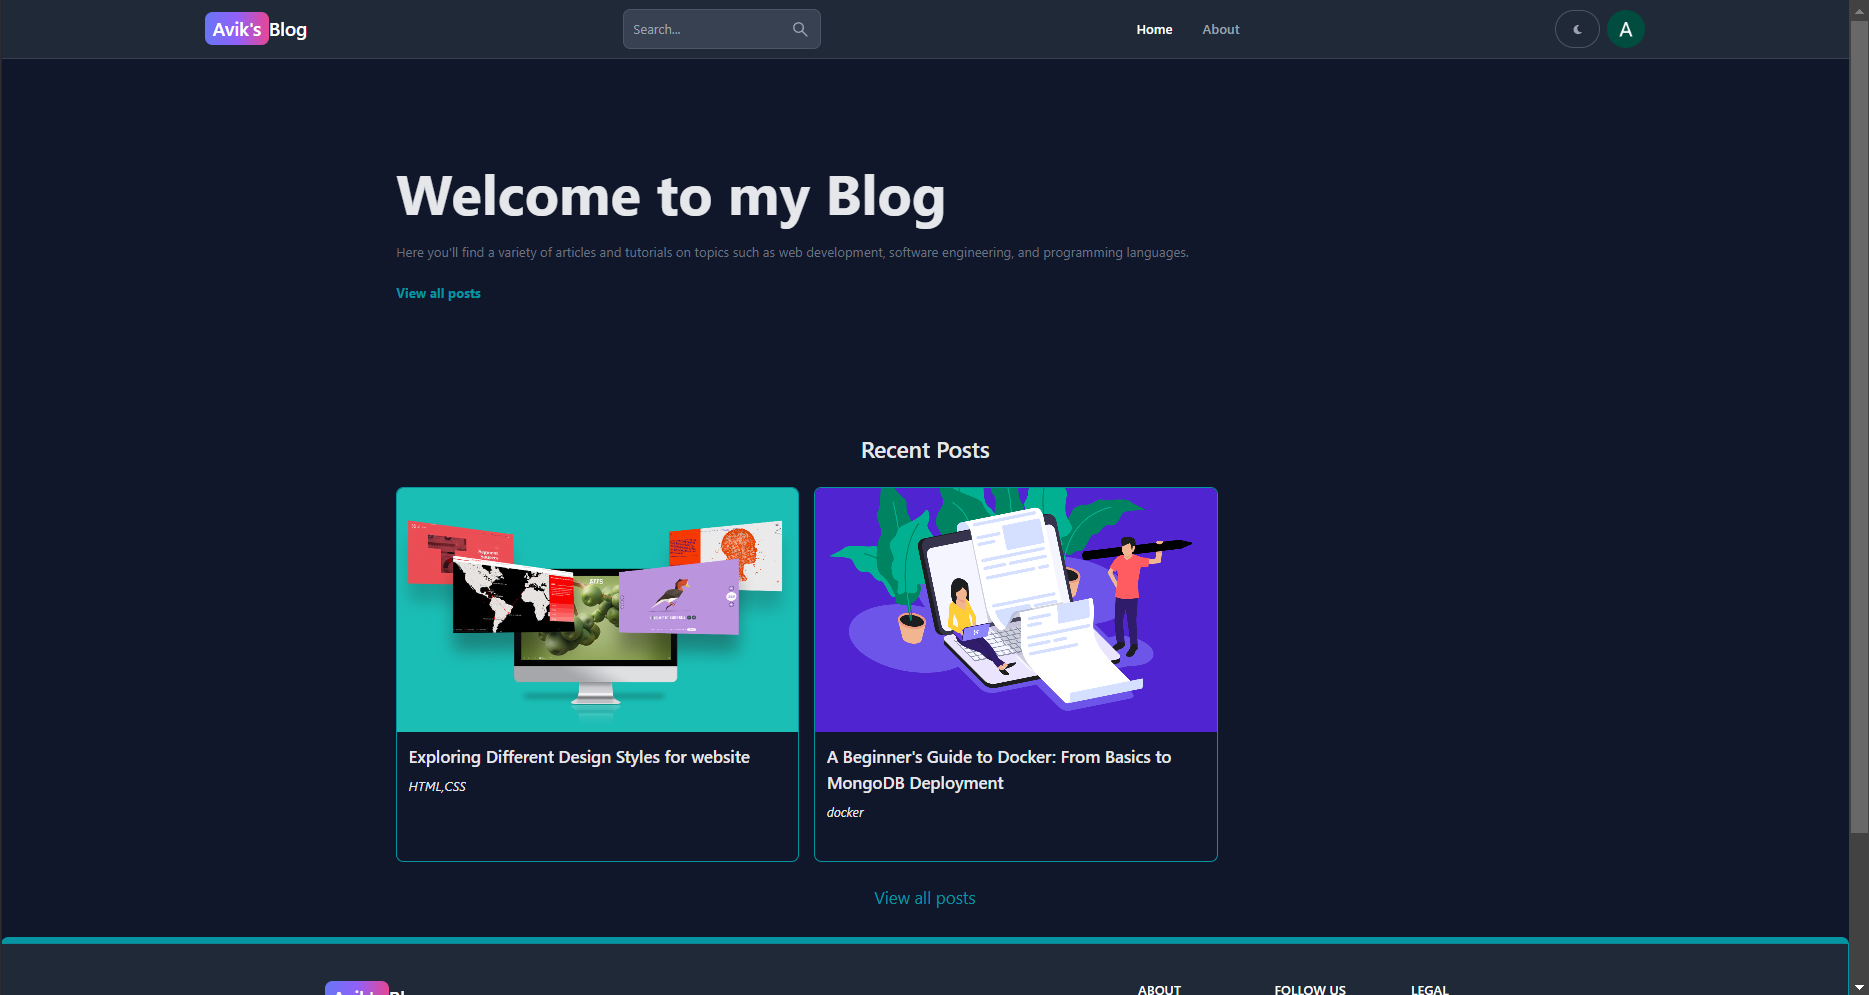 Avik's Blog
Search...
Home
About
A
Welcome to my Blog
Here you'll find a variety of articles and tutorials on topics such as web development, software engineering, and programming languages.
View all posts
Recent Posts
Exploring Different Design Styles for website
HTML,CSS
A Beginner's Guide to Docker: From Basics to
MongoDB Deployment
docker
View all posts
ABOUT
FOLLOW US
LEGAL